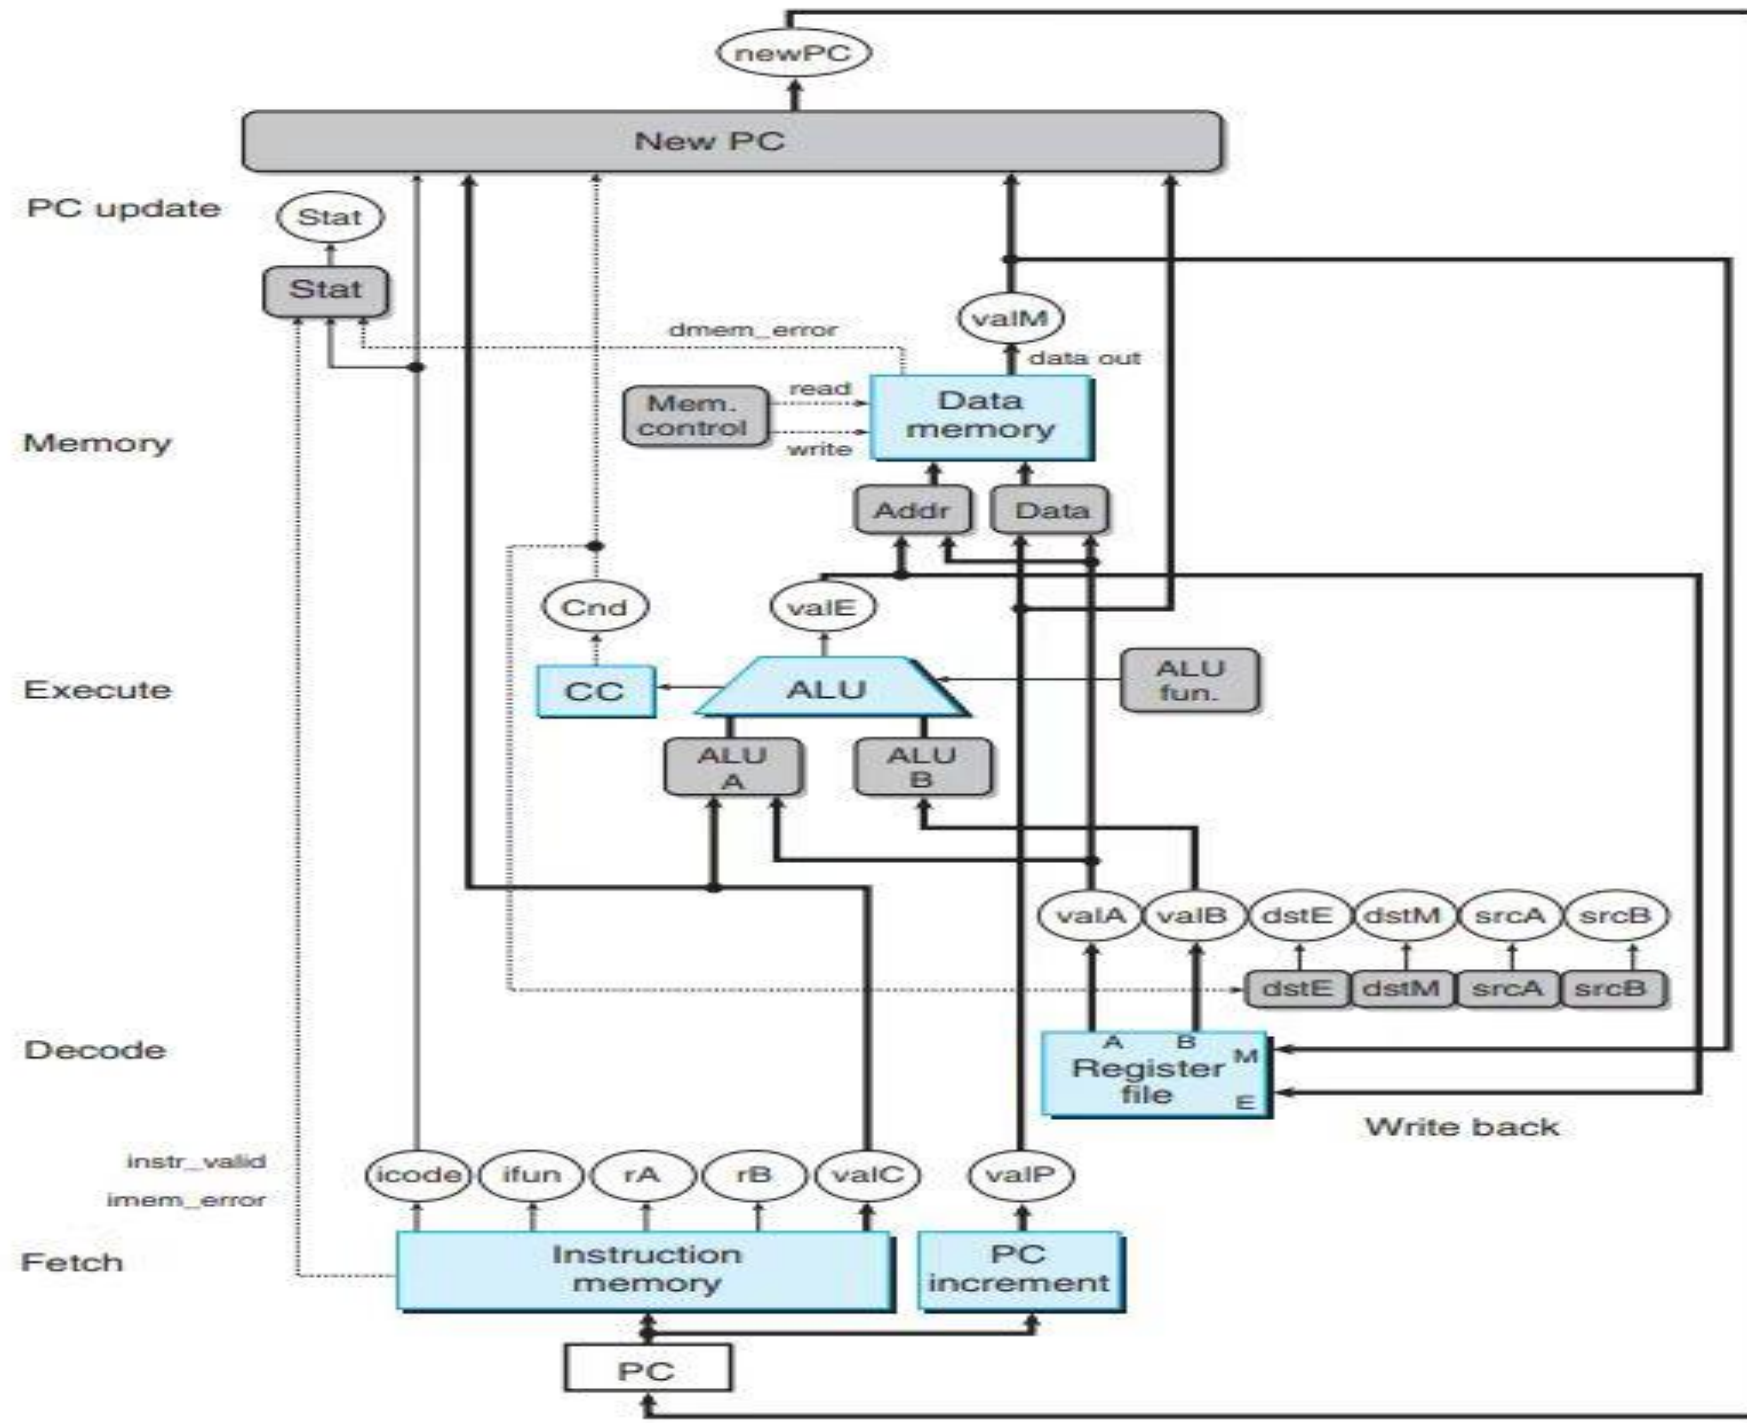 newPC
New PC
PC update
Stat
Stat
valM
dmem_error
data out
read
Mem.
control
Data
memory
Memory
write
Addr
Data
Cnd
valE
Execute
CC
ALU
ALU
fun.
ALU
A
ALU
B
valA
valB
dstE
dstM
srcA
srcB
dstE
dstM
srcA
srcB
Decode
A
B
M
Register
file
E
Write back
instr_valid
imem_error
icode
ifun
rA
rB
valC
valP
Fetch
Instruction
memory
PC
increment
PC